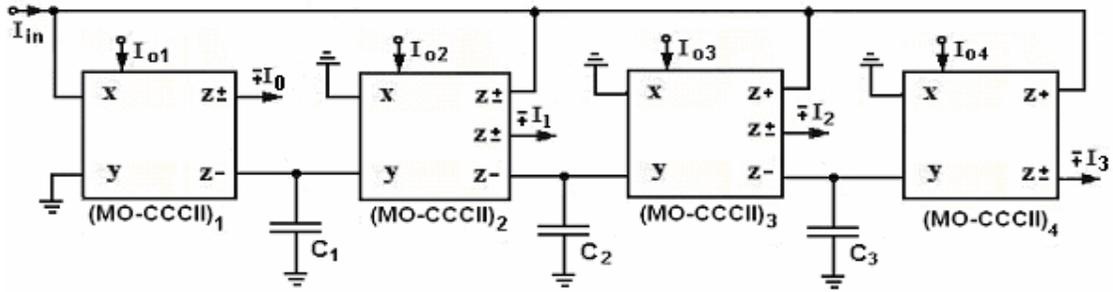 Iin
Io1
x
z±
∓I0
y
z-
(MO-CCCII)1
C1
Io2
x
z±
z±
∓I1
y
z-
(MO-CCCII)2
C2
Io3
x
z+
z±
∓I2
y
z-
(MO-CCCII)3
C3
Io4
x
z+
y
z±
∓I3
(MO-CCCII)4